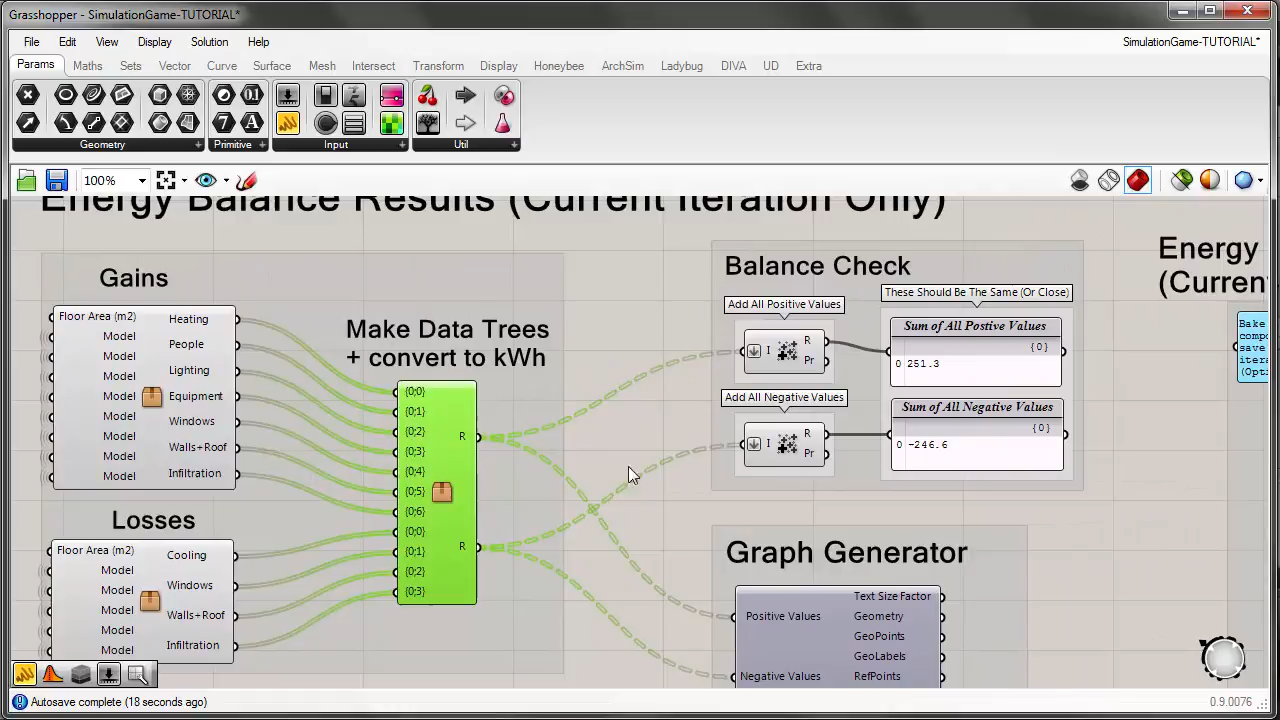 Grasshopper - SimulationGame-TUTORIAL*
File Edit View Display Solution Help
SimulationGame-TUTORIAL*
Params Maths Sets Vector Curve Surface Mesh Intersect Transform Display Honeybee ArchSim Ladybug DIVA UD Extra
Geometry + Primitive + Input + Util +
100%
Energy Balance Results (Current Iteration Only)
Gains
Floor Area (m2)
Model
Model
Model
Model
Model
Model
Model
Model
Heating
People
Lighting
Equipment
Windows
Walls+Roof
Infiltration
Losses
Floor Area (m2)
Model
Model
Model
Model
Model
Cooling
Windows
Walls+Roof
Infiltration
Make Data Trees
+ convert to kWh
{0;0}
{0;1}
{0;2}
{0;3}
{0;4}
{0;5}
{0;6}
{0;0}
{0;1}
{0;2}
{0;3}
R
R
Balance Check
Add All Positive Values
I
R
Pr
Add All Negative Values
I
R
Pr
These Should Be The Same (Or Close)
Sum of All Postive Values
{0}
0 251.3
Sum of All Negative Values
{0}
0 -246.6
Graph Generator
Positive Values
Negative Values
Text Size Factor
Geometry
GeoPoints
GeoLabels
RefPoints
Energy
(Current
Bake
compo
save
itera
(Opti
Autosave complete (18 seconds ago)
0.9.0076